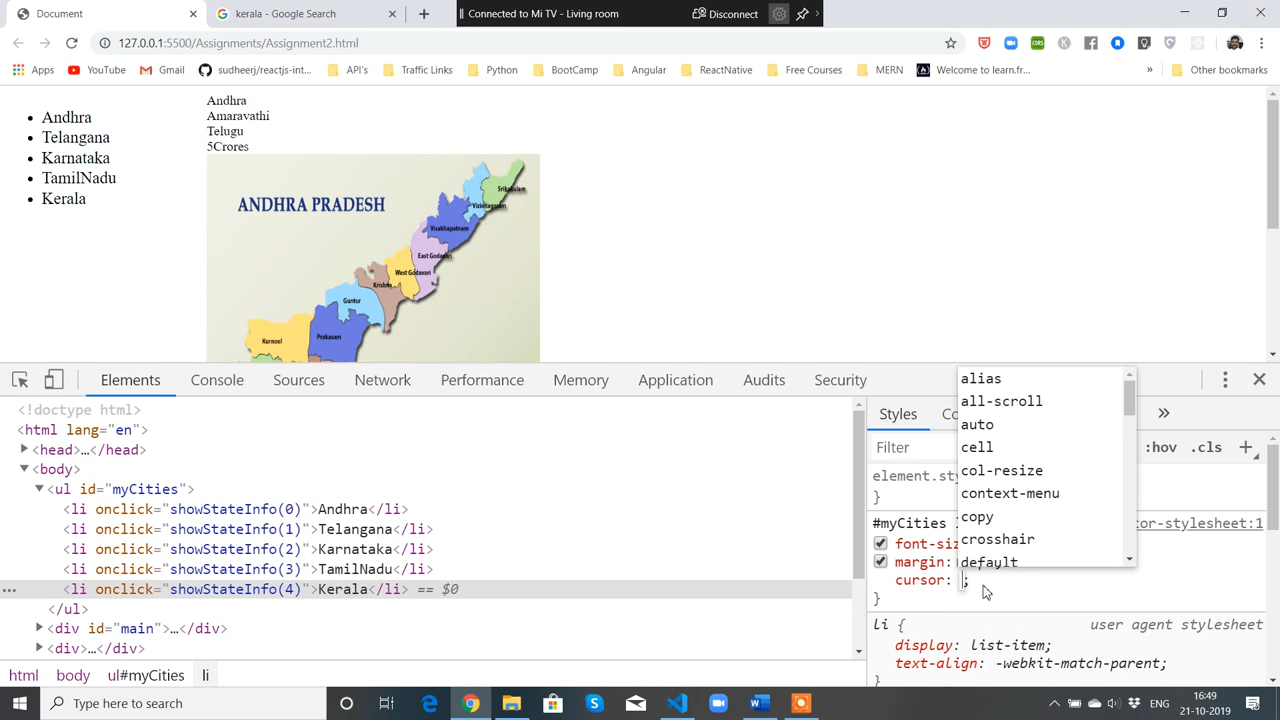 Document
kerala - Google Search
Connected to Mi TV - Living room
Disconnect
127.0.0.1:5500/Assignments/Assignment2.html
Apps
YouTube
Gmail
sudheerj/reactjs-int...
API's
Traffic Links
Python
BootCamp
Angular
ReactNative
Free Courses
MERN
Welcome to learn.fr...
»
Other bookmarks
• Andhra
• Telangana
• Karnataka
• TamilNadu
• Kerala
Andhra
Amaravathi
Telugu
5Crores
ANDHRA PRADESH
Srikakulam
Vizianagaram
Visakhapatnam
East Godavari
West Godavari
Krishna
Guntur
Prakasam
Kurnool
Elements
Console
Sources
Network
Performance
Memory
Application
Audits
Security
<!doctype html>
<html lang="en">
<head>…</head>
<body>
<ul id="myCities">
<li onclick="showStateInfo(0)">Andhra</li>
<li onclick="showStateInfo(1)">Telangana</li>
<li onclick="showStateInfo(2)">Karnataka</li>
<li onclick="showStateInfo(3)">TamilNadu</li>
<li onclick="showStateInfo(4)">Kerala</li> == $0
</ul>
<div id="main">…</div>
<div>…</div>
html
body
ul#myCities
li
Styles
Co
»
Filter
:hov
.cls
+
element.sty
}
#myCities
tor-stylesheet:1
font-siz
margin:
cursor: ;
}
alias
all-scroll
auto
cell
col-resize
context-menu
copy
crosshair
default
li {
user agent stylesheet
display: list-item;
text-align: -webkit-match-parent;
}
Type here to search
ENG
16:49
21-10-2019